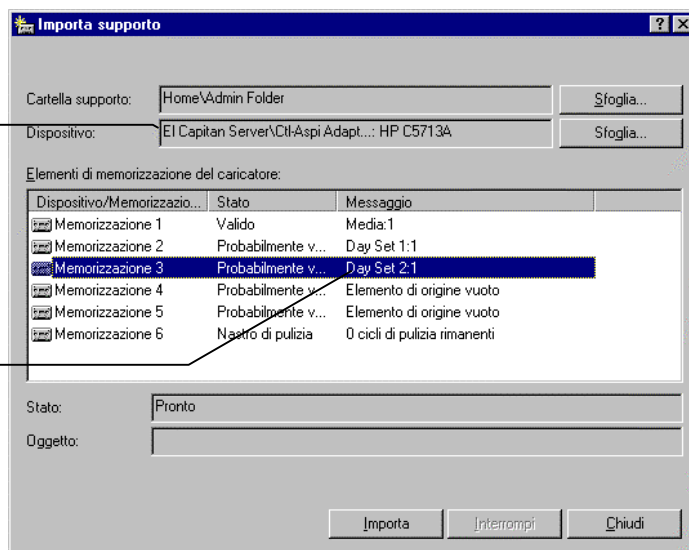 Importa supporto
Cartella supporto: Home\Admin Folder Sfoglia...
Dispositivo: El Capitan Server\Ctl-Aspi Adapt...: HP C5713A Sfoglia...
Elementi di memorizzazione del caricatore:
Dispositivo/Memorizzazio... Stato Messaggio
Memorizzazione 1 Valido Media:1
Memorizzazione 2 Probabilmente v... Day Set 1:1
Memorizzazione 3 Probabilmente v... Day Set 2:1
Memorizzazione 4 Probabilmente v... Elemento di origine vuoto
Memorizzazione 5 Probabilmente v... Elemento di origine vuoto
Memorizzazione 6 Nastro di pulizia 0 cicli di pulizia rimanenti
Stato: Pronto
Oggetto:
Importa Interrompi Chiudi